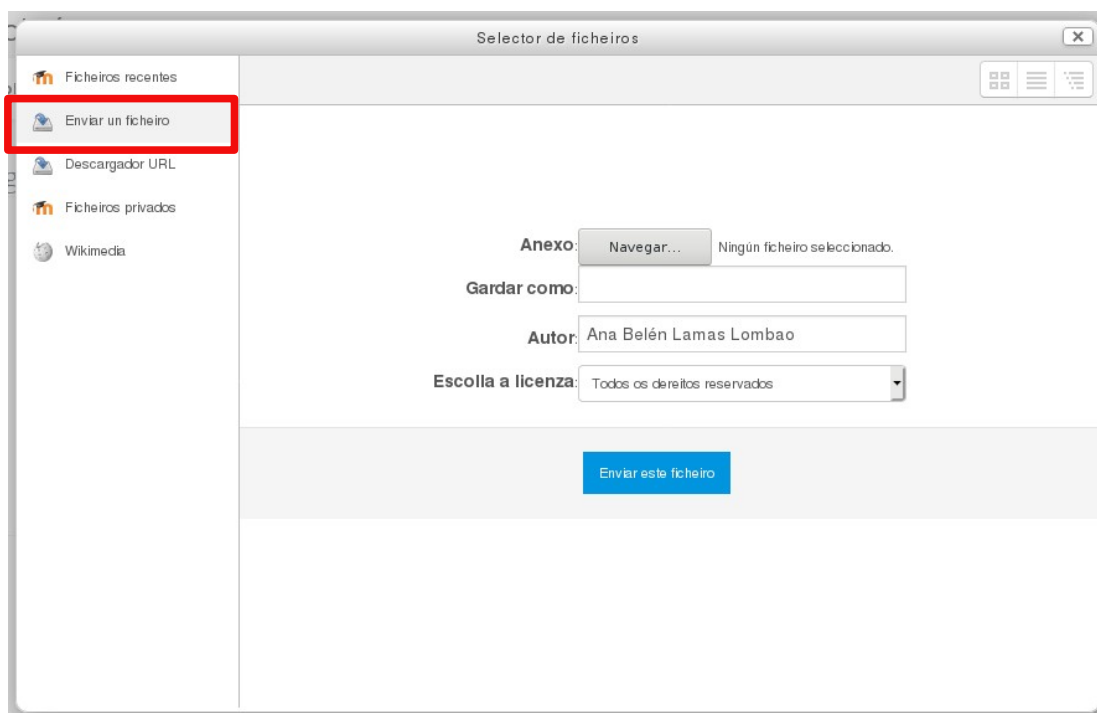 Selector de ficheiros
Ficheiros recentes
Enviar un ficheiro
Descargador URL
Ficheiros privados
Wikimedia
Anexo: Navegar... Ningún ficheiro seleccionado.
Gardar como:
Autor: Ana Belén Lamas Lombao
Escolla a licenza: Todos os dereitos reservados
Enviar este ficheiro